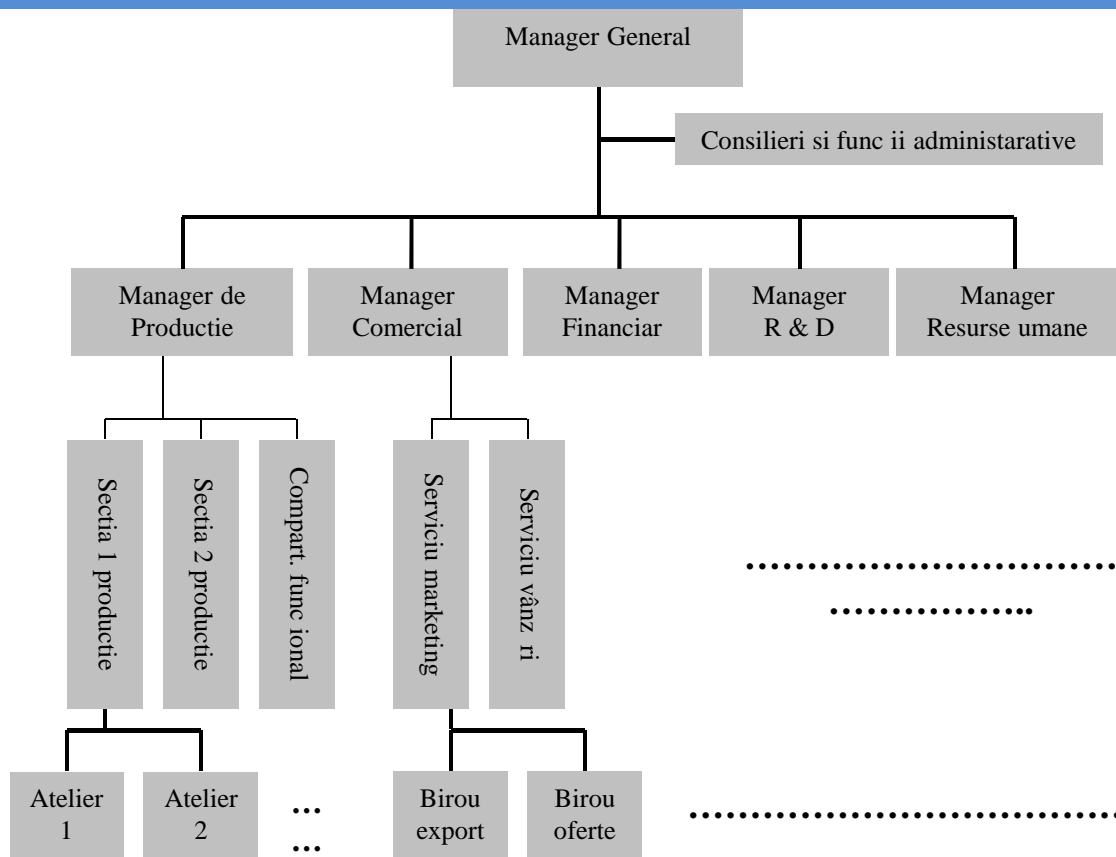 Manager General
Consilieri si func ii administarative
Manager de
Productie
Manager
Comercial
Manager
Financiar
Manager
R & D
Manager
Resurse umane
Sectia 1 productie
Sectia 2 productie
Compart. func ional
Serviciu marketing
Serviciu vânz ri
..............................
.................
Atelier
1
Atelier
2
...
...
Birou
export
Birou
oferte
...................................